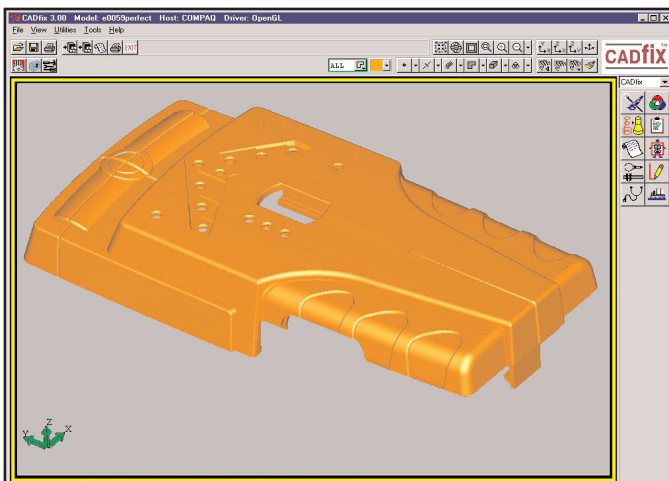 CADfix 3.00 Model: e0059perfect Host: COMPAQ Driver: OpenGL
File View Utilities Tools Help
EXIT
ALL
CADfix
CADfix
Z
Y X